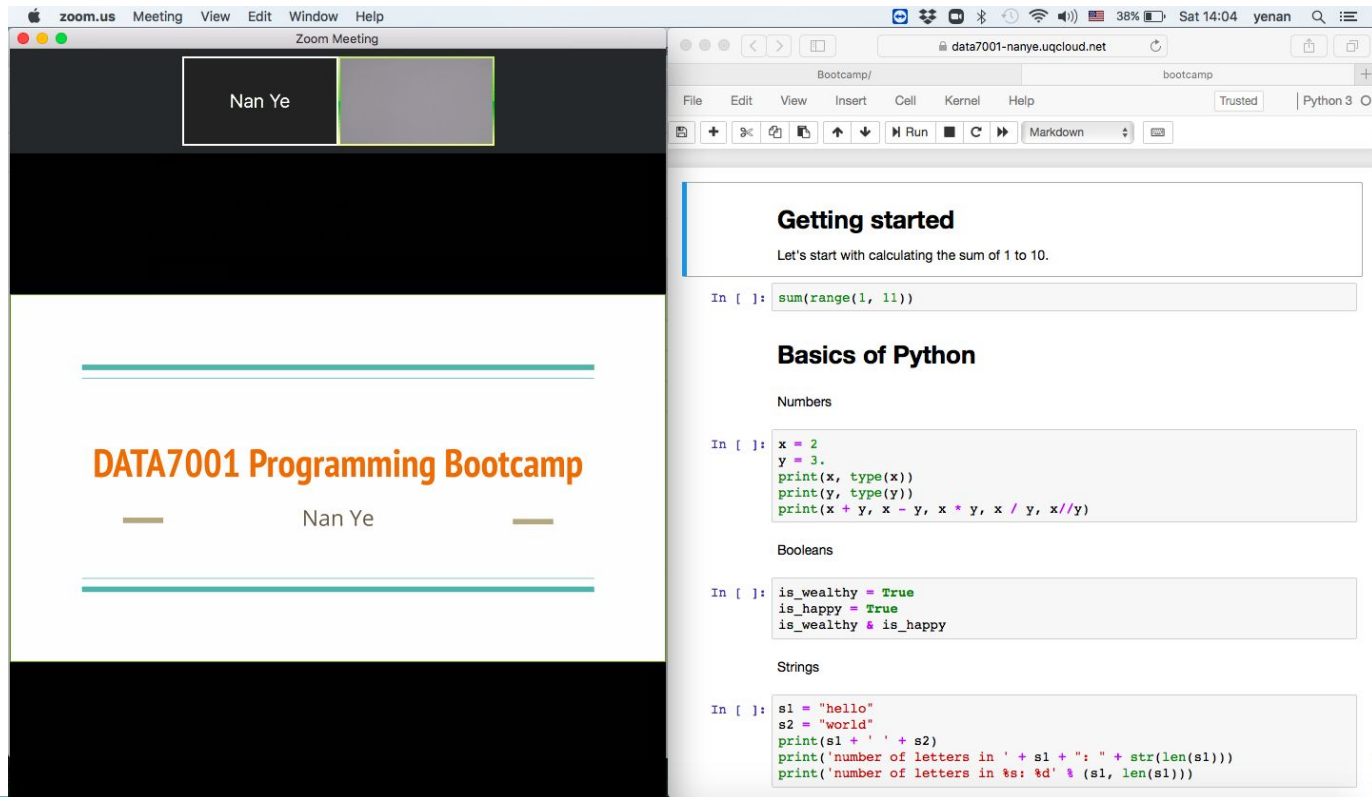 zoom.us Meeting View Edit Window Help 38% Sat 14:04 yenan
Zoom Meeting
Nan Ye
DATA7001 Programming Bootcamp
Nan Ye
data7001-nanye.uqcloud.net
Bootcamp/ bootcamp
File Edit View Insert Cell Kernel Help Trusted Python 3
Run Markdown
Getting started
Let's start with calculating the sum of 1 to 10.
In [ ]: sum(range(1, 11))
Basics of Python
Numbers
In [ ]: x = 2
y = 3.
print(x, type(x))
print(y, type(y))
print(x + y, x - y, x * y, x / y, x//y)
Booleans
In [ ]: is_wealthy = True
is_happy = True
is_wealthy & is_happy
Strings
In [ ]: s1 = "hello"
s2 = "world"
print(s1 + ' ' + s2)
print('number of letters in ' + s1 + ": " + str(len(s1)))
print('number of letters in %s: %d' % (s1, len(s1)))